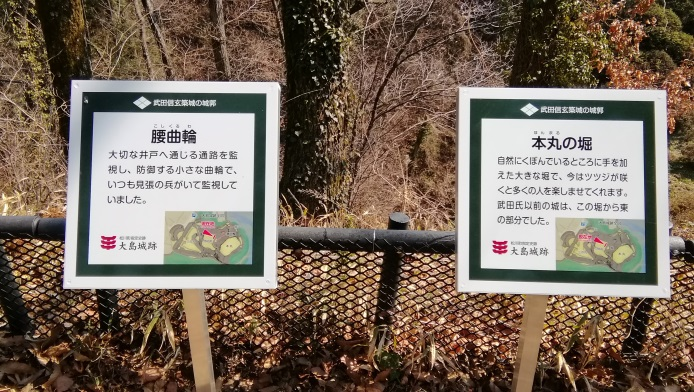 武田信玄築城の城郭
こしくるわ
腰曲輪
大切な井戸へ通じる通路を監
視し、防御する小さな曲輪で、
いつも見張の兵がいて監視して
いました。
大島城跡
武田信玄築城の城郭
ほんまる
本丸の堀
自然にくぼんでいるところに手を加
えた大きな堀で、今はツツジが咲
くと多くの人を楽しませてくれます。
武田氏以前の城は、この堀から東
の部分でした。
大島城跡